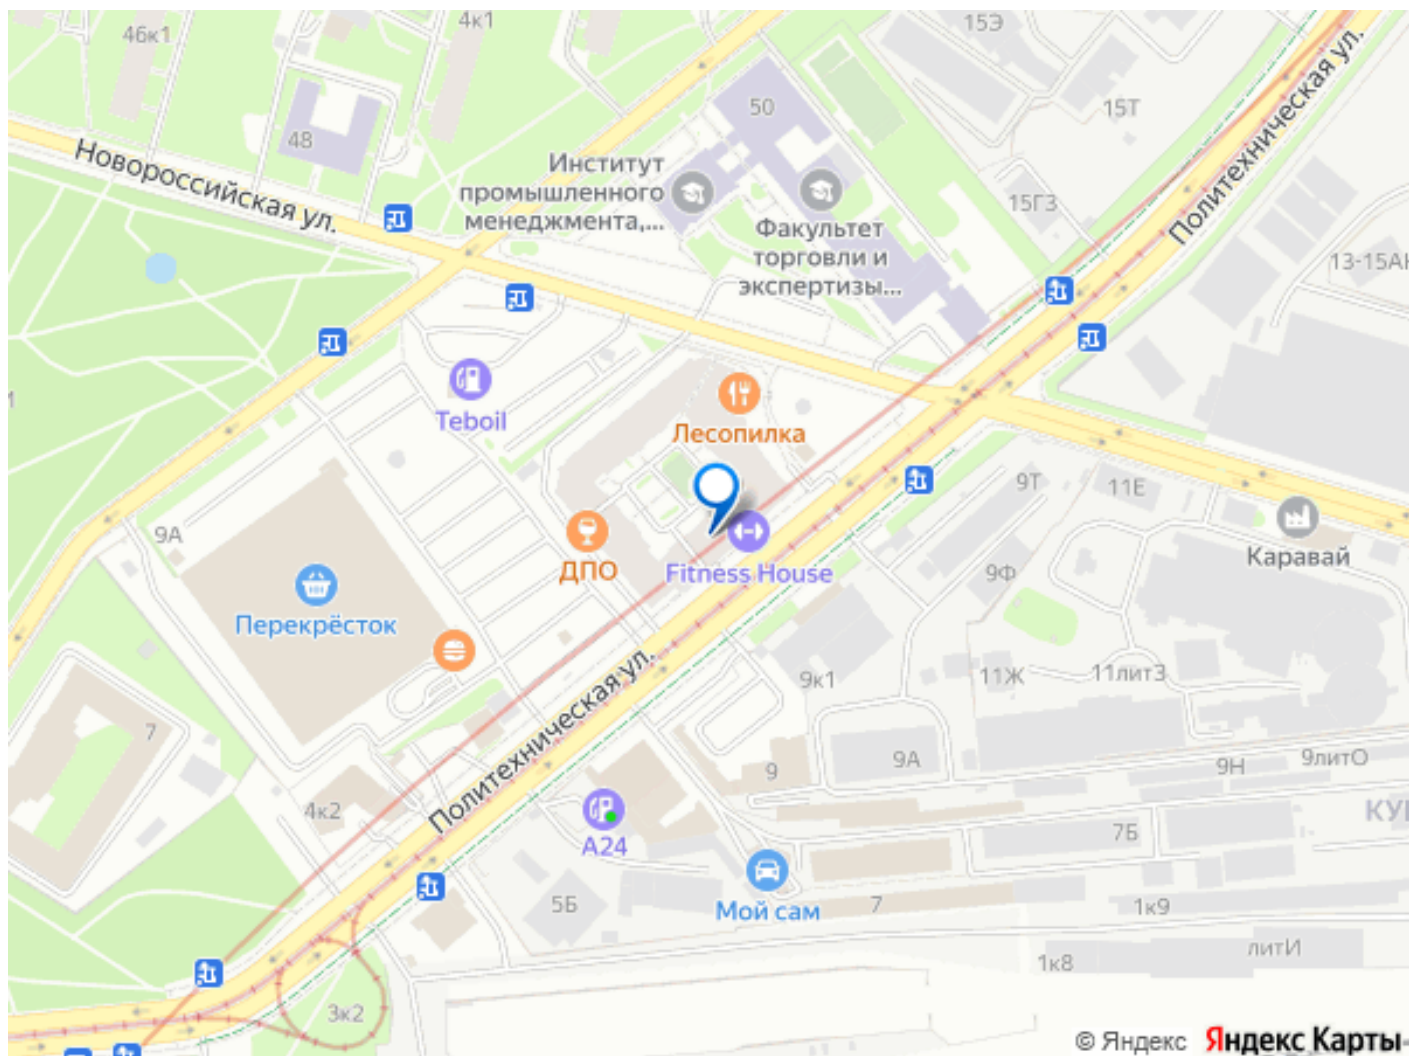 46к1
4к1
15Э
Политехническая ул.
50
15Т
48
Новороссийская ул.
Институт
промышленного
менеджмента,...
Факультет
торговли и
экспертизы...
15Г3
13-15АН
Teboil
Лесопилка
9А
ДПО
Fitness House
9Т
11Е
Каравай
9Ф
Перекрёсток
Политехническая ул.
9к1
11Ж
11лит3
7
9
9А
9Н
9литО
4к2
А24
7Б
5Б
Мой сам
7
1к9
литИ
1к8
3к2
© Яндекс Яндекс Карты